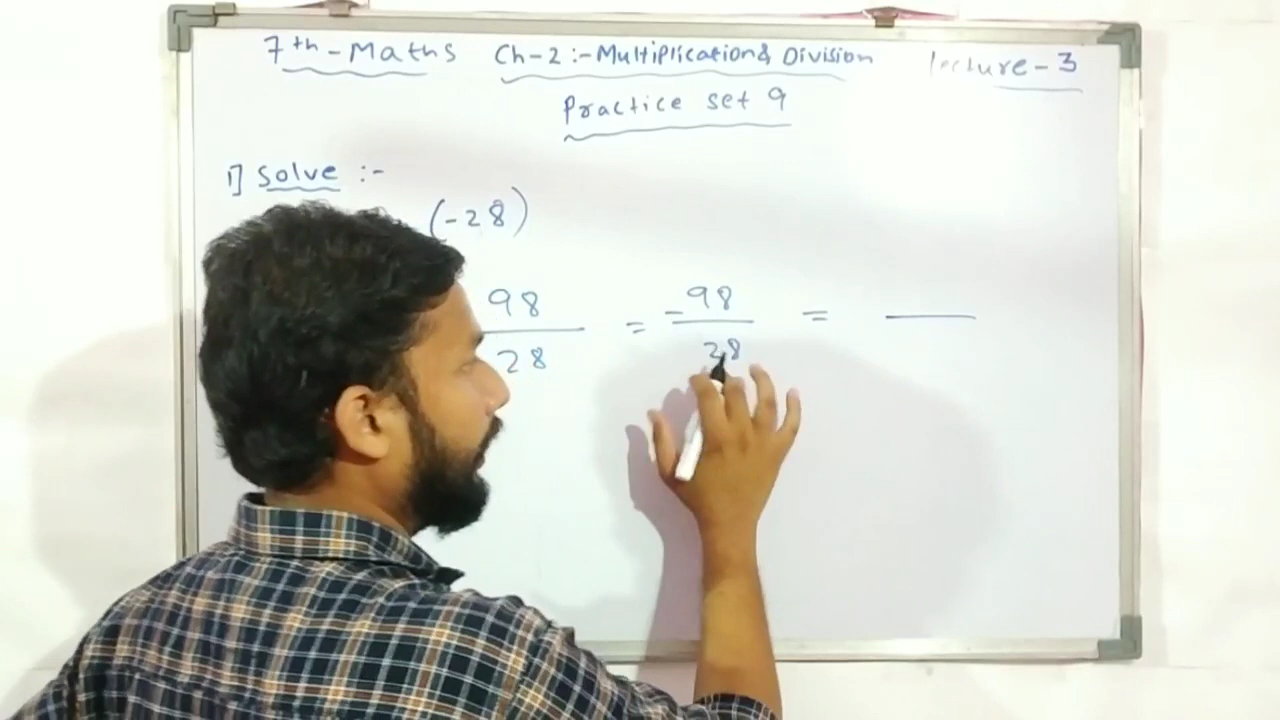 7th - Maths Ch-2 :- Multiplication & Division lecture - 3
Practice set 9
1] Solve :-
(-28)
98 = -98 = 
28 28